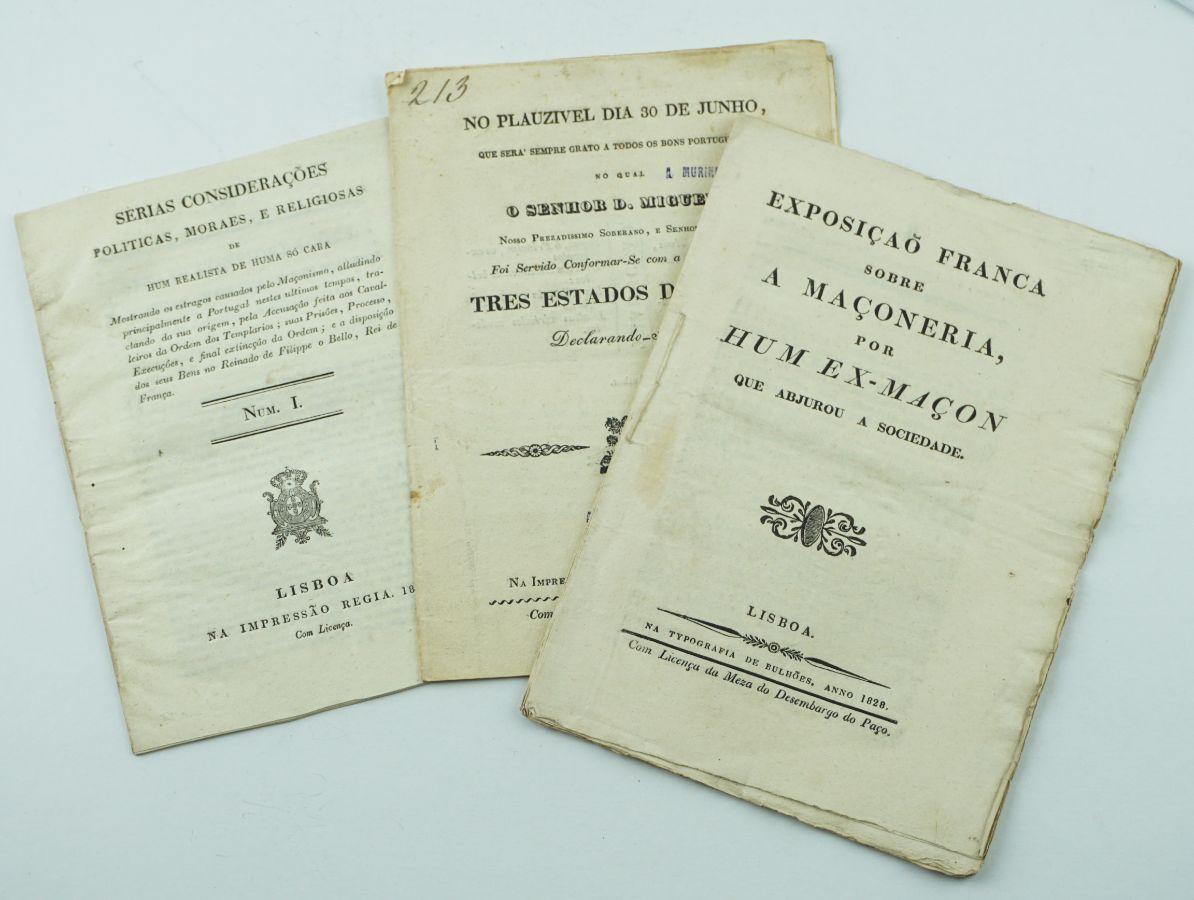 SERIAS CONSIDERAÇÕES
POLITICAS, MORAES, E RELIGIOSAS
DE
HUM REALISTA DE HUMA SÓ CARA
Mostrando os estragos causados pelo Maçonismo, alludindo
principalmente a Portugal nestes ultimos tempos, tra-
ctando da sua origem, pela Accusação feita aos Caval-
leiros da Ordem dos Templarios; suas Prisões, Processo,
Execuções, e final extincção da Ordem; e a disposição
dos seus Bens no Reinado de Filippe o Bello, Rei de
França.
NUM. I.
LISBOA
NA IMPRESSÃO REGIA. 18
Com Licença.
213
NO PLAUZIVEL DIA 30 DE JUNHO,
QUE SERA' SEMPRE GRATO A TODOS OS BONS PORTUGU
NO QUAL
A MURIE
O SENHOR D. MIGUE
NOSSO PREZADISSIMO SOBERANO, E SENHO
Foi Servido Conformar-Se com a
TRES ESTADOS D
Declarando-
NA IMPRE
Com
EXPOSIÇAÕ FRANCA
SOBRE
A MAÇONERIA,
POR
HUM EX-MAÇON
QUE ABJUROU A SOCIEDADE.
LISBOA.
NA TYPOGRAFIA DE BULHÕES, ANNO 1828.
Com Licença da Meza do Desembargo do Paço.